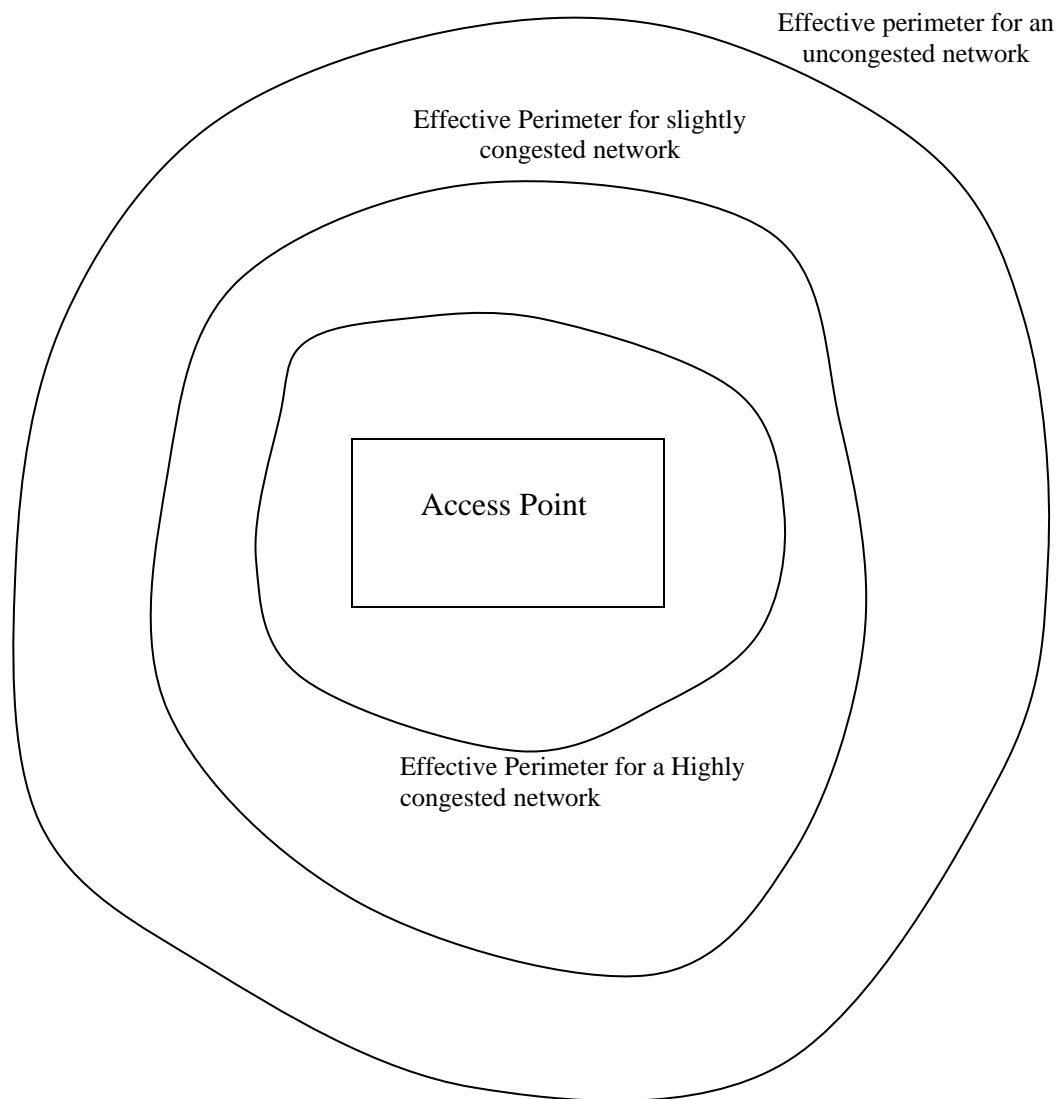 Effective perimeter for an
uncongested network
Effective Perimeter for slightly
congested network
Access Point
Effective Perimeter for a Highly
congested network